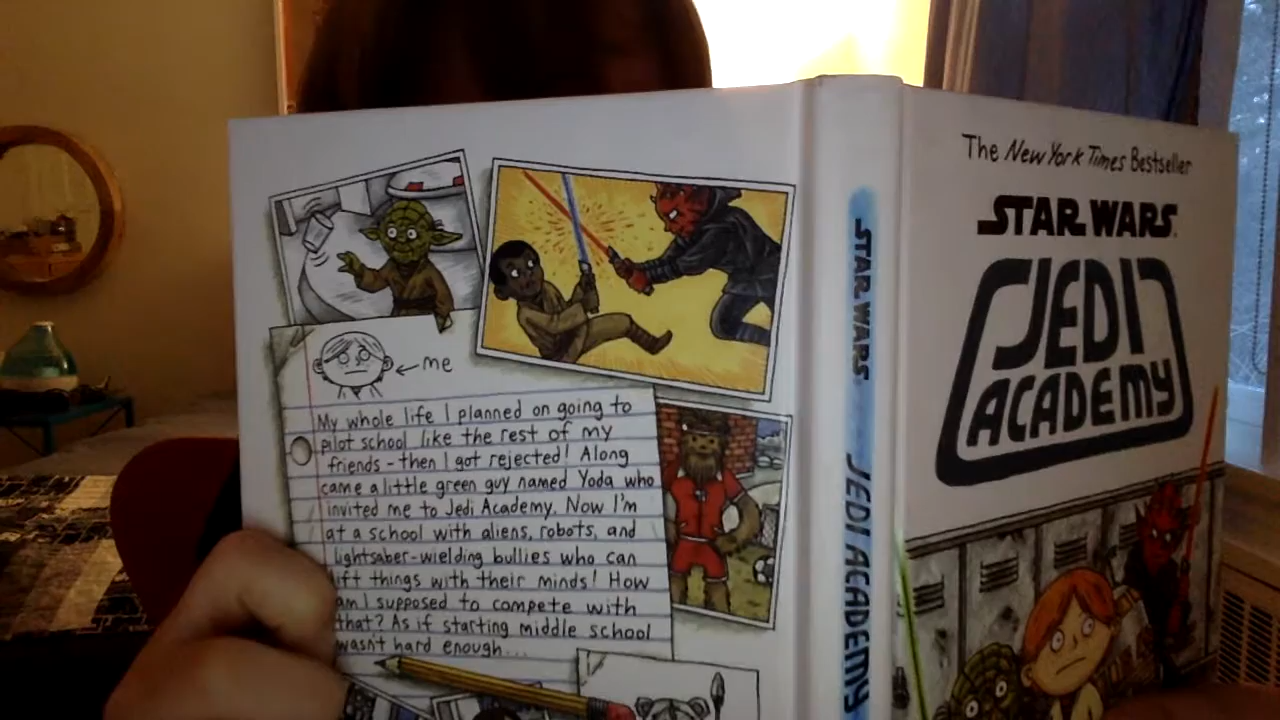 me
My whole life I planned on going to
pilot school like the rest of my
friends - then I got rejected! Along
came a little green guy named Yoda who
invited me to Jedi Academy. Now I'm
at a school with aliens, robots, and
lightsaber-wielding bullies who can
lift things with their minds! How
am I supposed to compete with
that? As if starting middle school
wasn't hard enough...
STAR WARS
JEDI ACADEMY
The New York Times Bestseller
STAR WARS
JEDI
ACADEMY